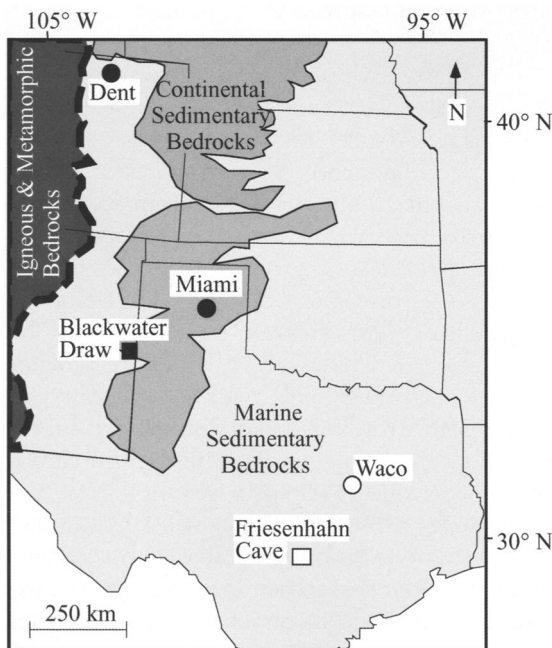 105° W
95° W
Dent
Continental
Sedimentary
Bedrocks
N
40° N
Igneous & Metamorphic
Bedrocks
Miami
Blackwater
Draw
Marine
Sedimentary
Bedrocks
Waco
Friesenhahn
Cave
30° N
250 km